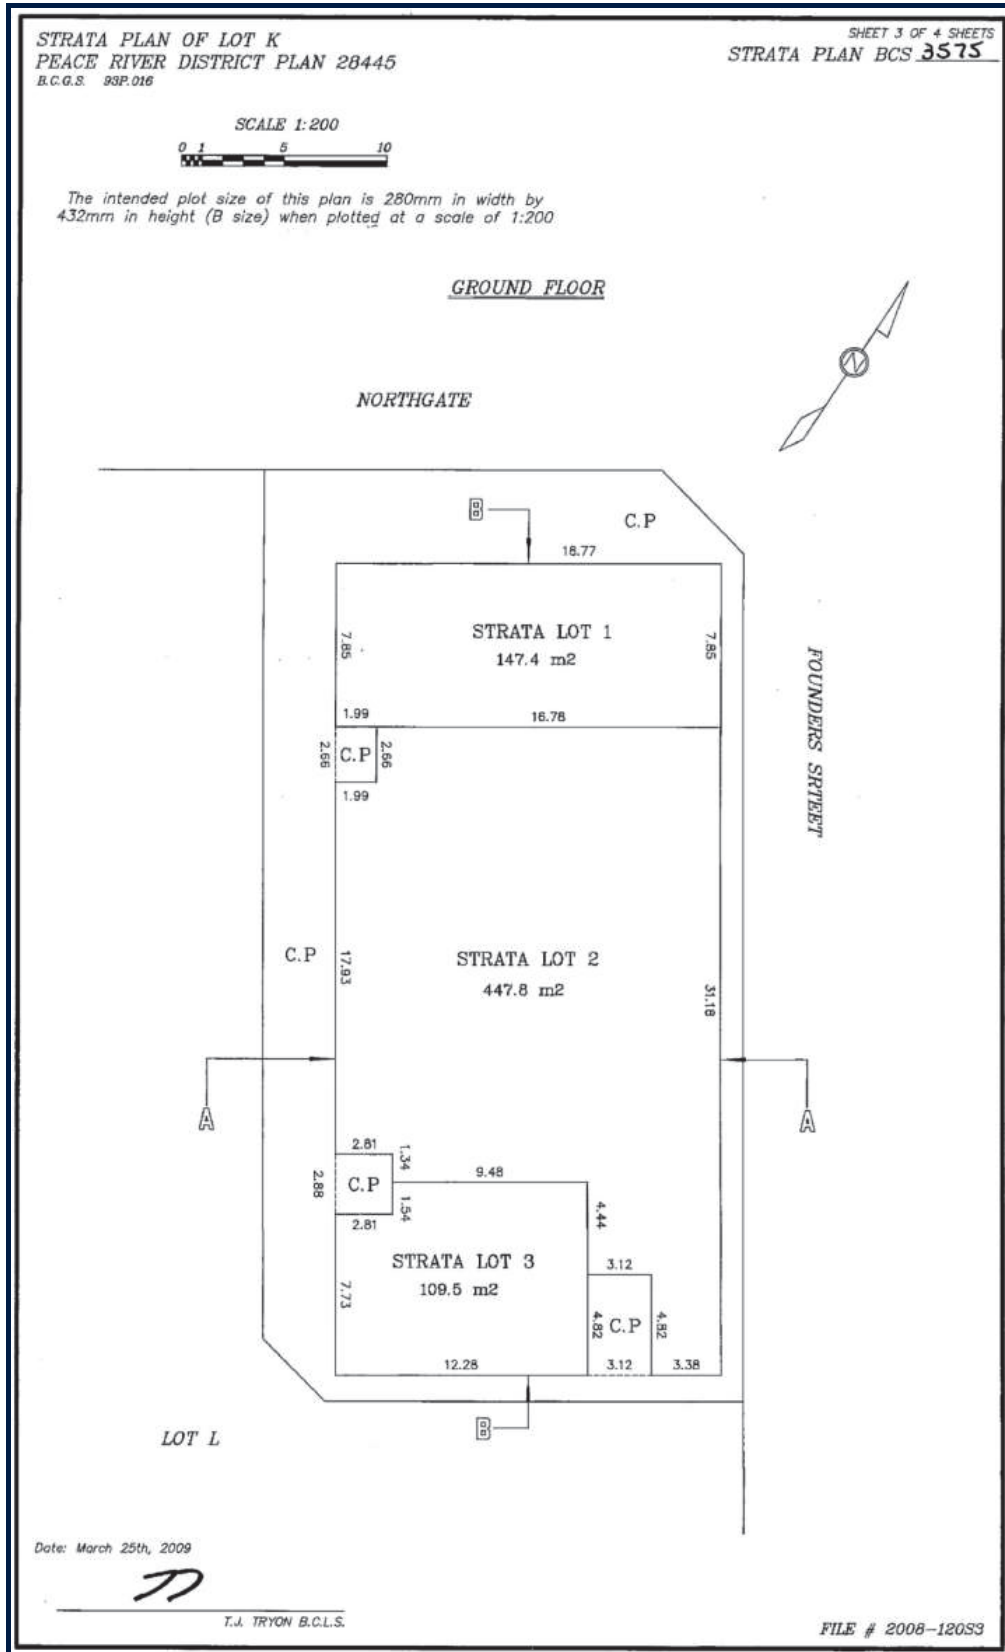 STRATA PLAN OF LOT K
PEACE RIVER DISTRICT PLAN 28445
B.C.G.S. 93P.016
SHEET 3 OF 4 SHEETS
STRATA PLAN BCS 3575
SCALE 1:200
0 1 5 10
The intended plot size of this plan is 280mm in width by
432mm in height (B size) when plotted at a scale of 1:200
GROUND FLOOR
N
NORTHGATE
B
C.P
18.77
STRATA LOT 1
147.4 m2
7.85
7.85
FOUNDERS SRTEET
1.99
16.78
2.66
C.P
2.66
1.99
C.P
17.93
STRATA LOT 2
447.8 m2
31.18
A
A
2.81
1.34
9.48
2.88
C.P
1.54
4.44
2.81
STRATA LOT 3
109.5 m2
3.12
7.73
4.82
C.P
4.82
12.28
3.12
3.38
B
LOT L
Date: March 25th, 2009
T.J. TRYON B.C.L.S.
FILE # 2008-120S3